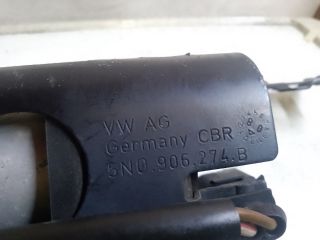 VW AG
Germany CBR
5N0.906.274.B